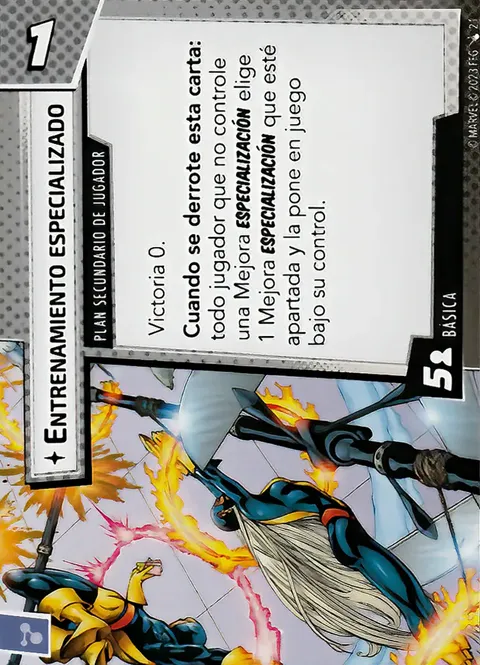 1
ENTRENAMIENTO ESPECIALIZADO
PLAN SECUNDARIO DE JUGADOR
Victoria 0.
Cuando se derrote esta carta:
todo jugador que no controle
una Mejora ESPECIALIZACIÓN elige
1 Mejora ESPECIALIZACIÓN que esté
apartada y la pone en juego
bajo su control.
5
BÁSICA
© MARVEL © 2023 FFG
21